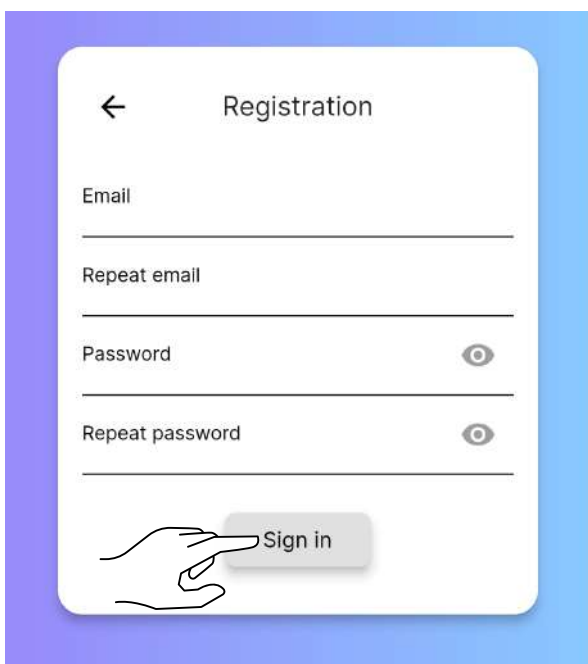 Registration
Email
Repeat email
Password
Repeat password
Sign in